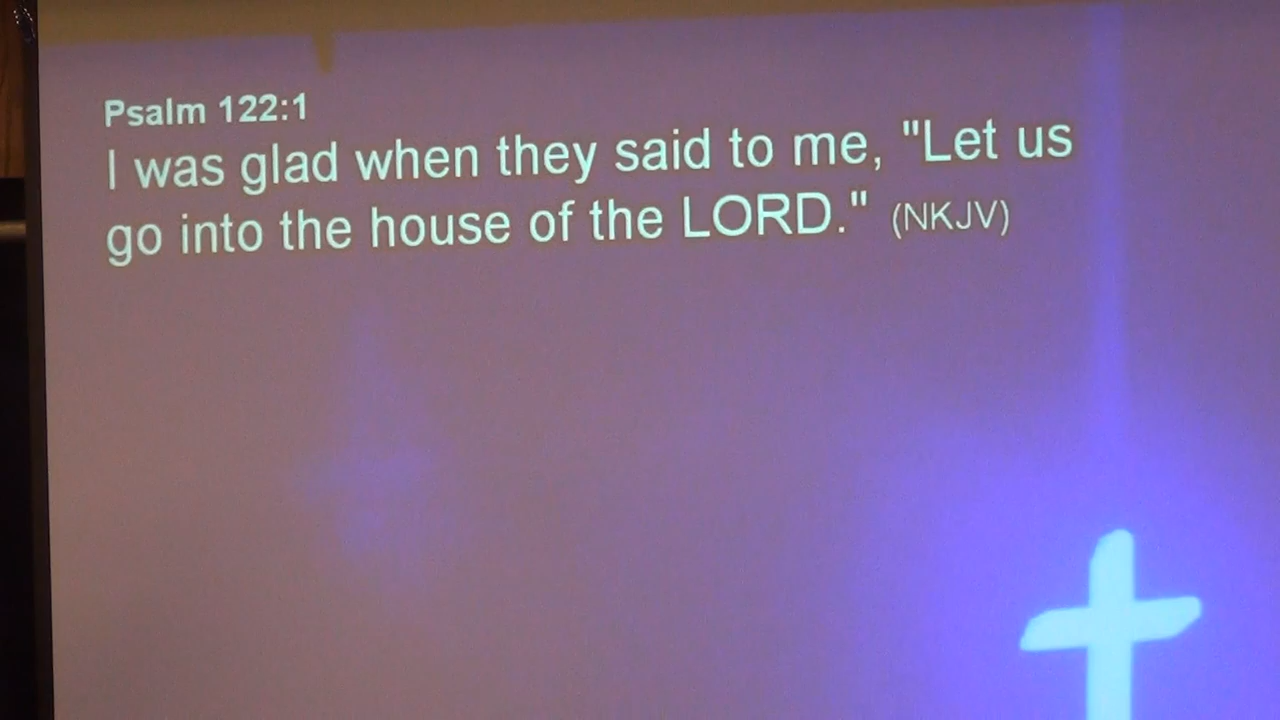 Psalm 122:1
I was glad when they said to me, "Let us
go into the house of the LORD." (NKJV)